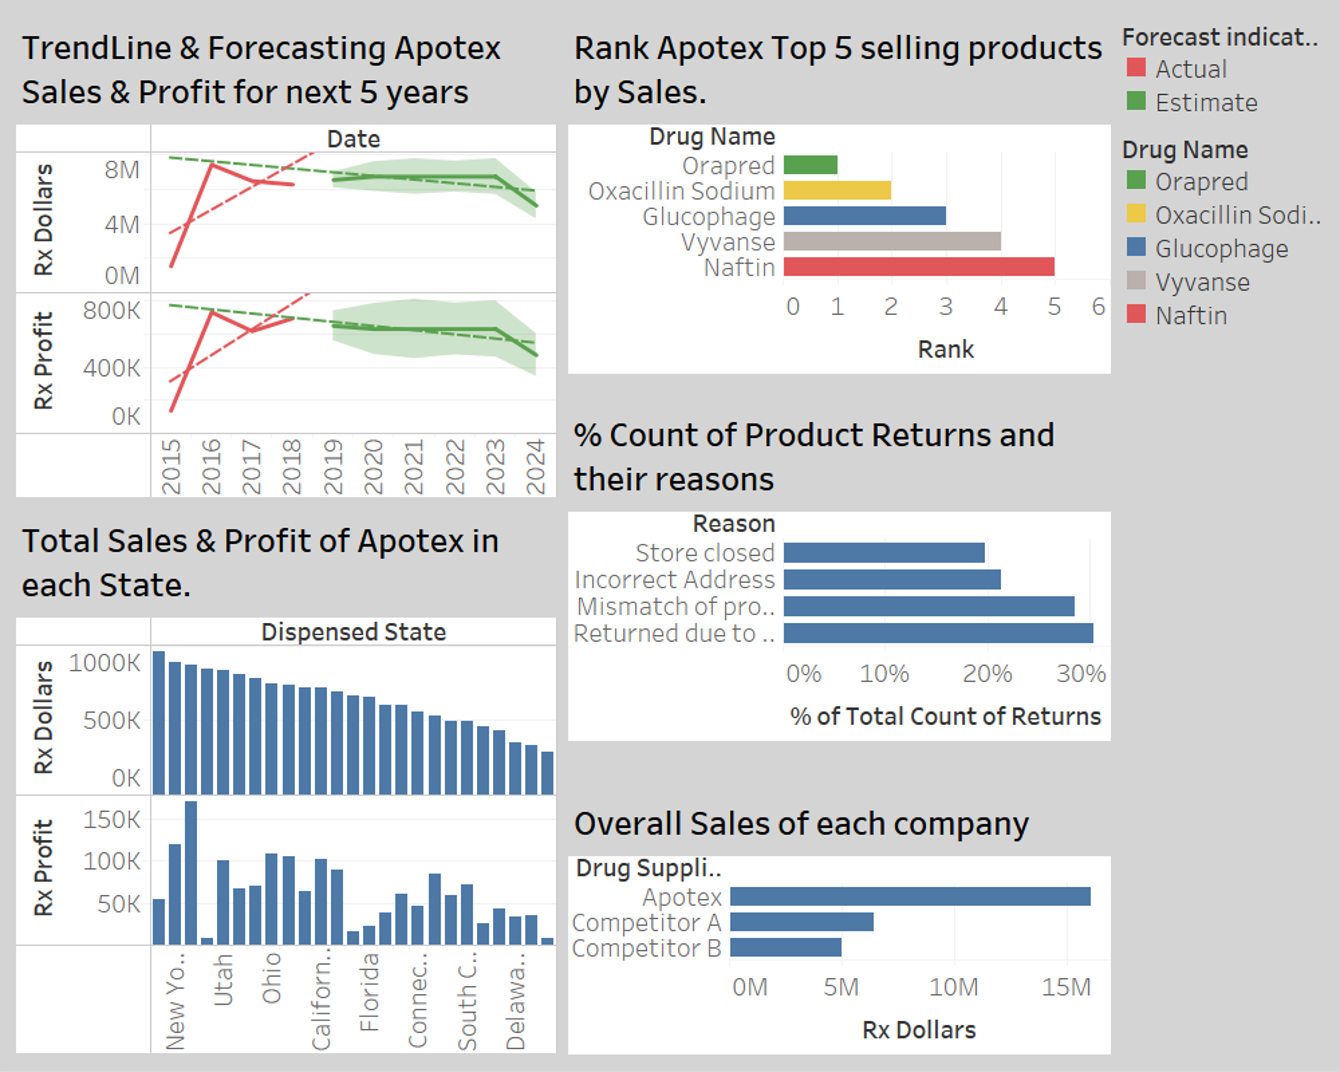 TrendLine & Forecasting Apotex
Sales & Profit for next 5 years
Date
Rx Dollars
8M
4M
0M
Rx Profit
800K
400K
0K
2015
2016
2017
2018
2019
2020
2021
2022
2023
2024
Total Sales & Profit of Apotex in
each State.
Dispensed State
Rx Dollars
1000K
500K
0K
Rx Profit
150K
100K
50K
New Yo..
Utah
Ohio
Californ..
Florida
Connec..
South C..
Delawa..
Rank Apotex Top 5 selling products
by Sales.
Drug Name
Orapred
Oxacillin Sodium
Glucophage
Vyvanse
Naftin
0 1 2 3 4 5 6
Rank
% Count of Product Returns and
their reasons
Reason
Store closed
Incorrect Address
Mismatch of pro..
Returned due to ..
0% 10% 20% 30%
% of Total Count of Returns
Overall Sales of each company
Drug Suppli..
Apotex
Competitor A
Competitor B
0M 5M 10M 15M
Rx Dollars
Forecast indicat..
Actual
Estimate
Drug Name
Orapred
Oxacillin Sodi..
Glucophage
Vyvanse
Naftin